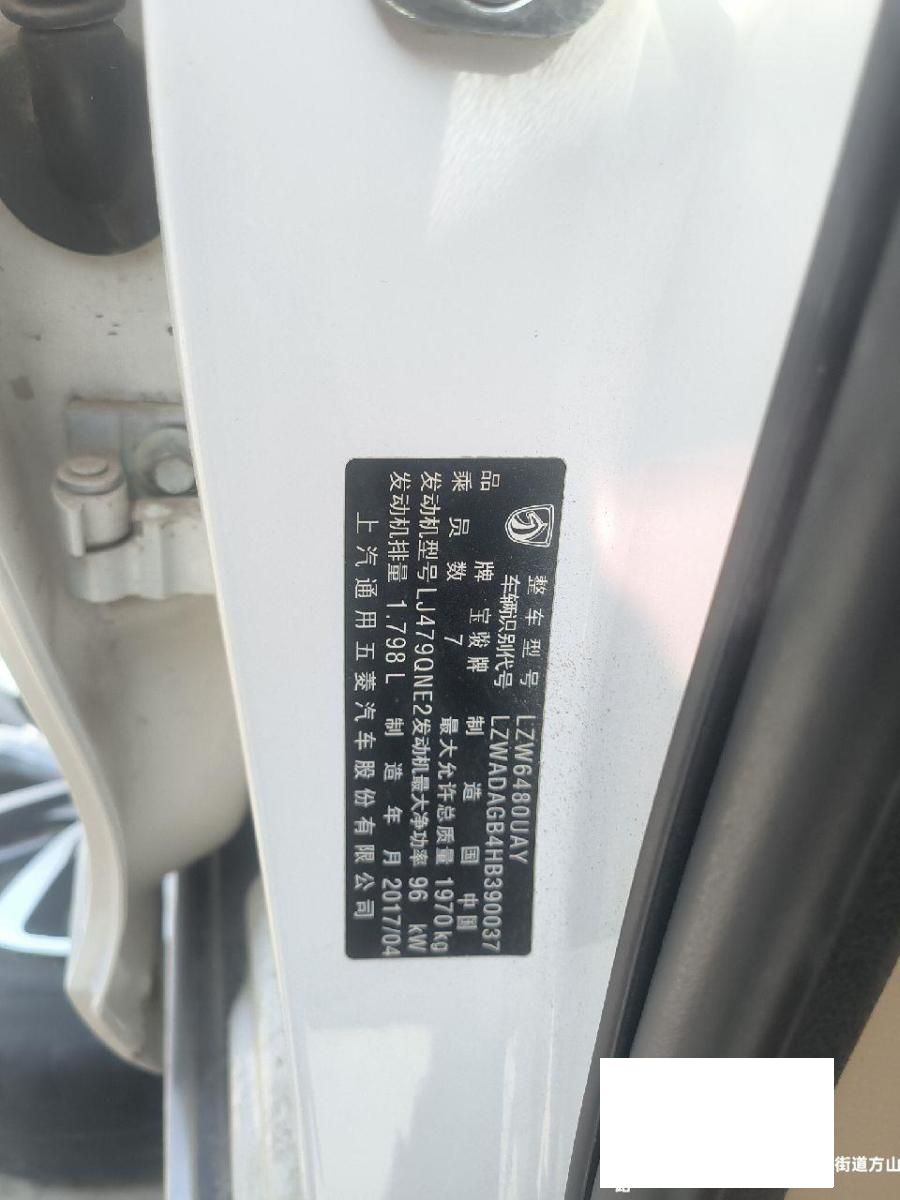 整车型号 LZW6480UAY
车辆识别代号 LZWADAGB4HB390037
品牌 宝骏牌 制造国 中国
乘员数 7 最大允许总质量 1970kg
发动机型号 LJ479QNE2 发动机最大净功率 96 kW
发动机排量 1.798L 制造年月 2017/04
上汽通用五菱汽车股份有限公司
街道方山